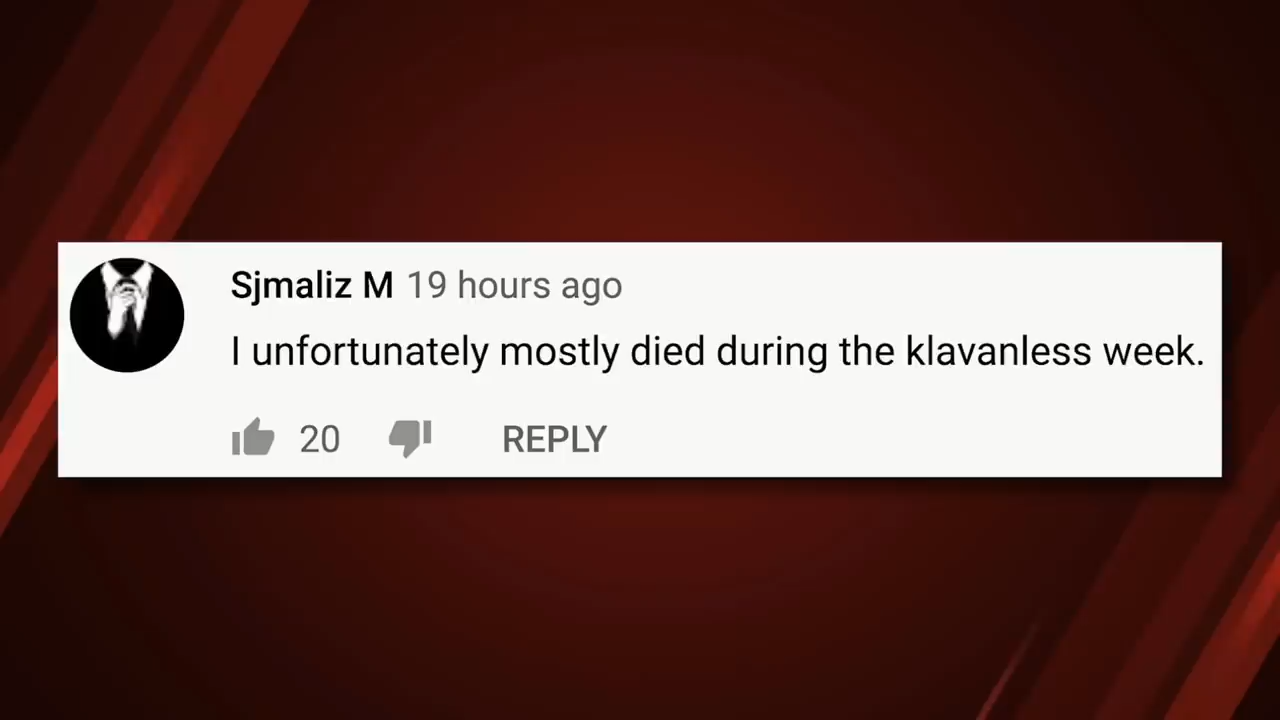 Sjmaliz M 19 hours ago
I unfortunately mostly died during the klavanless week.
20 REPLY